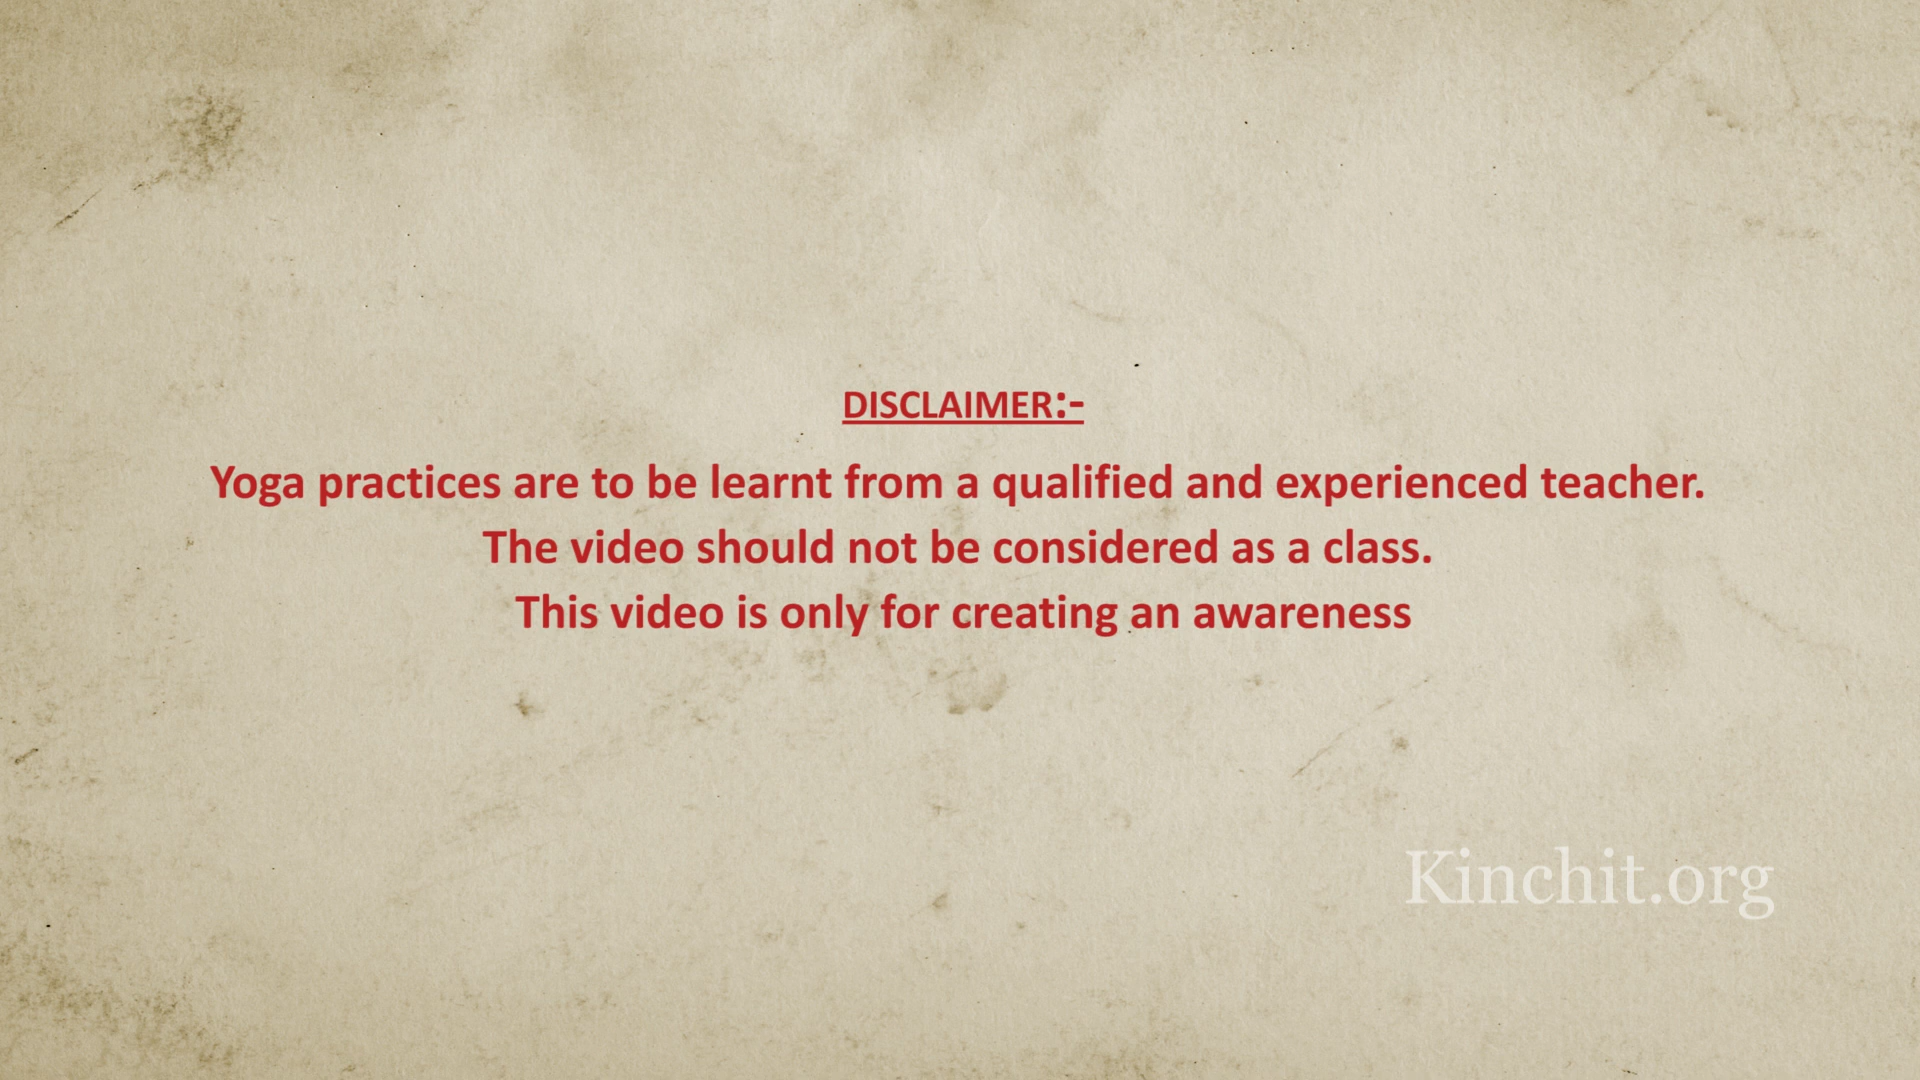 DISCLAIMER:-
Yoga practices are to be learnt from a qualified and experienced teacher.
The video should not be considered as a class.
This video is only for creating an awareness
Kinchit.org